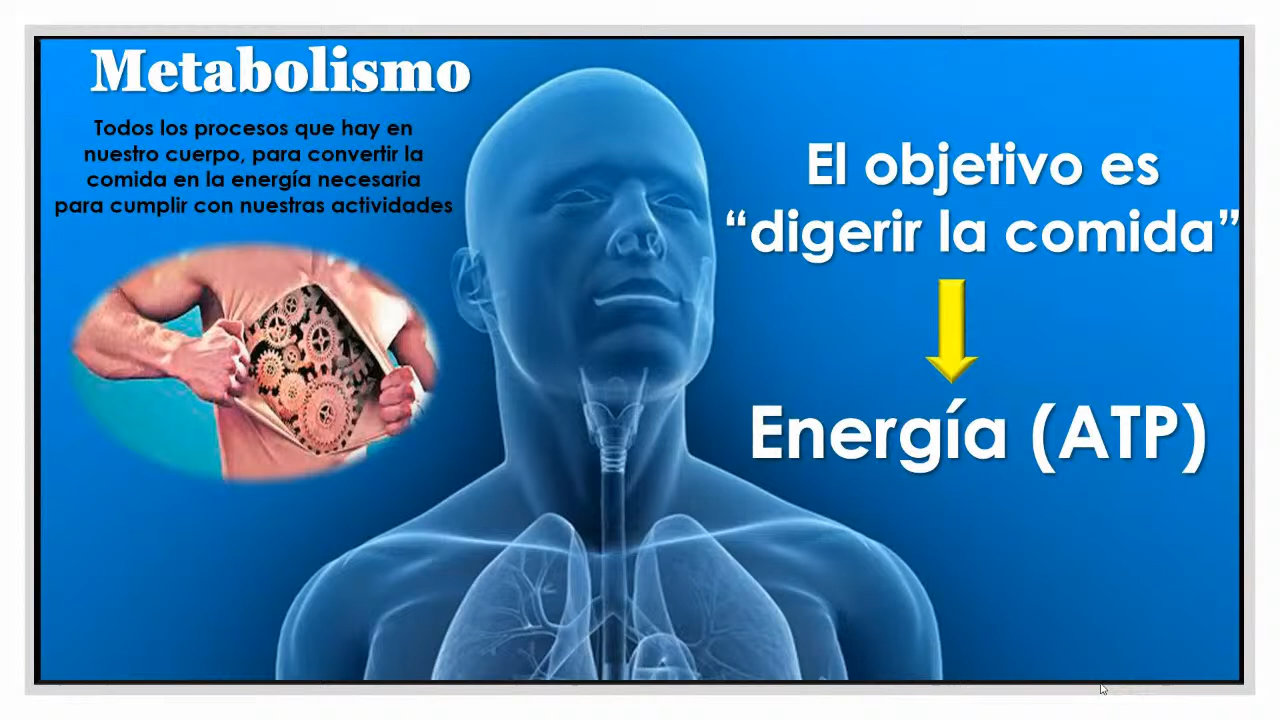 Metabolismo
Todos los procesos que hay en
nuestro cuerpo, para convertir la
comida en la energía necesaria
para cumplir con nuestras actividades
El objetivo es
“digerir la comida”
Energía (ATP)